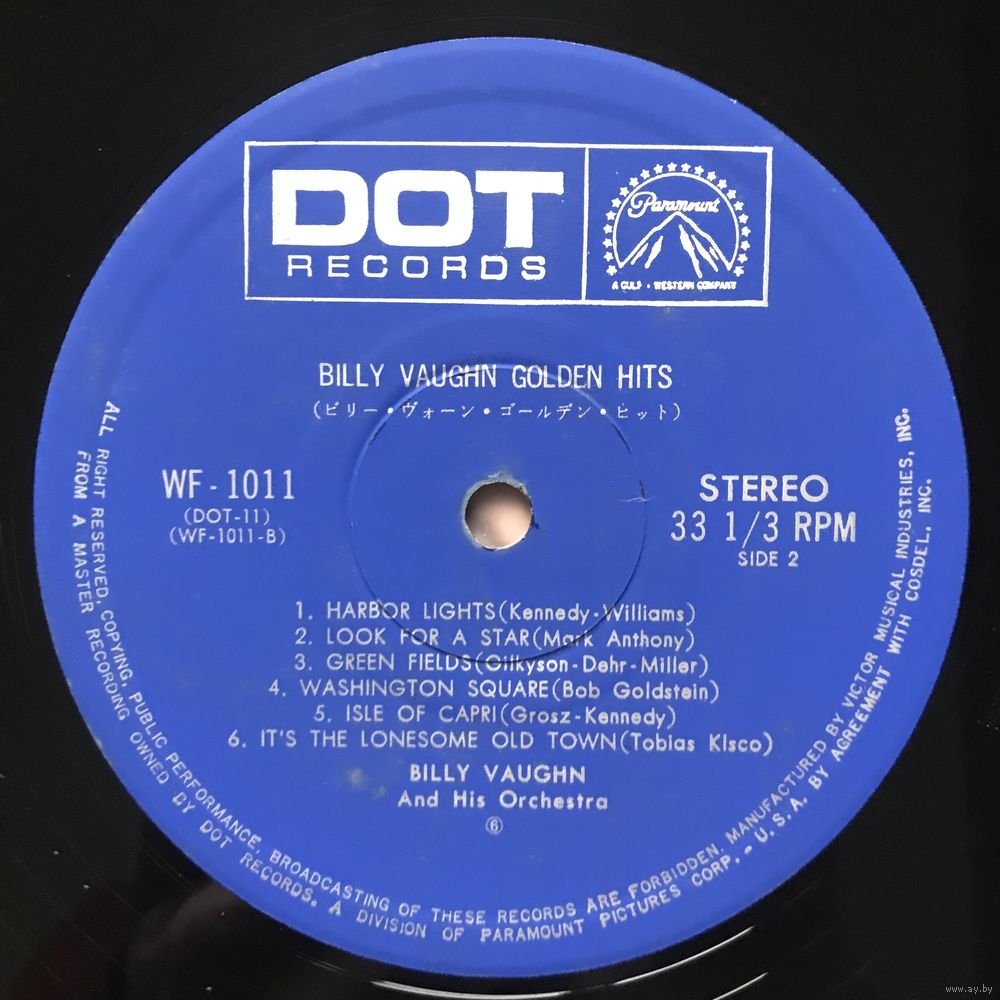 DOT
RECORDS
Paramount
A GULF + WESTERN COMPANY
BILLY VAUGHN GOLDEN HITS
(ビリー・ヴォーン・ゴールデン・ヒット)
WF-1011
(DOT-11)
(WF-1011-B)
STEREO
33 1/3 RPM
SIDE 2
1. HARBOR LIGHTS(Kennedy-Williams)
2. LOOK FOR A STAR(Mark Anthony)
3. GREEN FIELDS(Gilkyson-Dehr-Miller)
4. WASHINGTON SQUARE(Bob Goldstein)
5. ISLE OF CAPRI(Grosz-Kennedy)
6. IT'S THE LONESOME OLD TOWN(Tobias Kisco)
BILLY VAUGHN
And His Orchestra
⑥
ALL RIGHT RESERVED, COPYING, PUBLIC PERFORMANCE, BROADCASTING OF THESE RECORDS ARE FORBIDDEN. MANUFACTURED BY VICTOR MUSICAL INDUSTRIES, INC.
FROM A MASTER RECORDING OWNED BY DOT RECORDS. A DIVISION OF PARAMOUNT PICTURES CORP. - U. S. A. BY AGREEMENT WITH COSDEL, INC.
www.ay.by